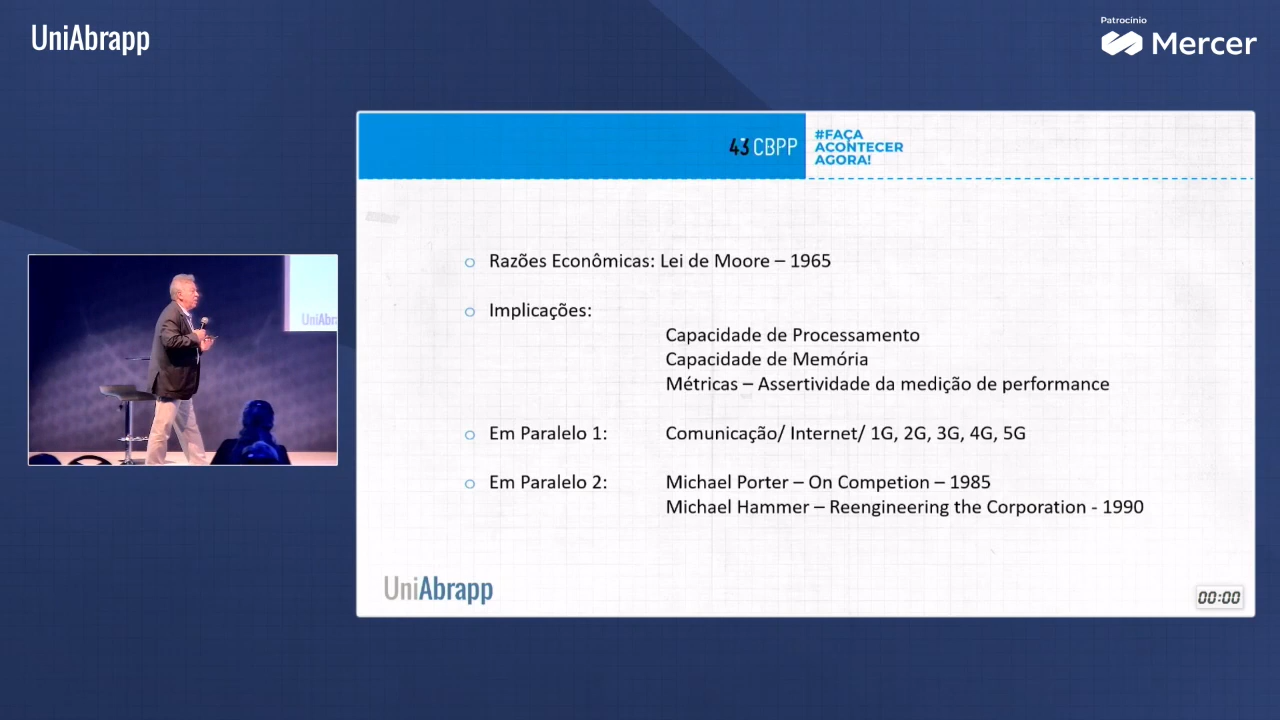 UniAbrapp
Patrocínio
Mercer
43 CBPP
#FAÇA
ACONTECER
AGORA!
Razões Econômicas: Lei de Moore – 1965
Implicações:
Capacidade de Processamento
Capacidade de Memória
Métricas – Assertividade da medição de performance
Em Paralelo 1: Comunicação/ Internet/ 1G, 2G, 3G, 4G, 5G
Em Paralelo 2: Michael Porter – On Competion – 1985
Michael Hammer – Reengineering the Corporation - 1990
UniAbr
UniAbrapp
00:00